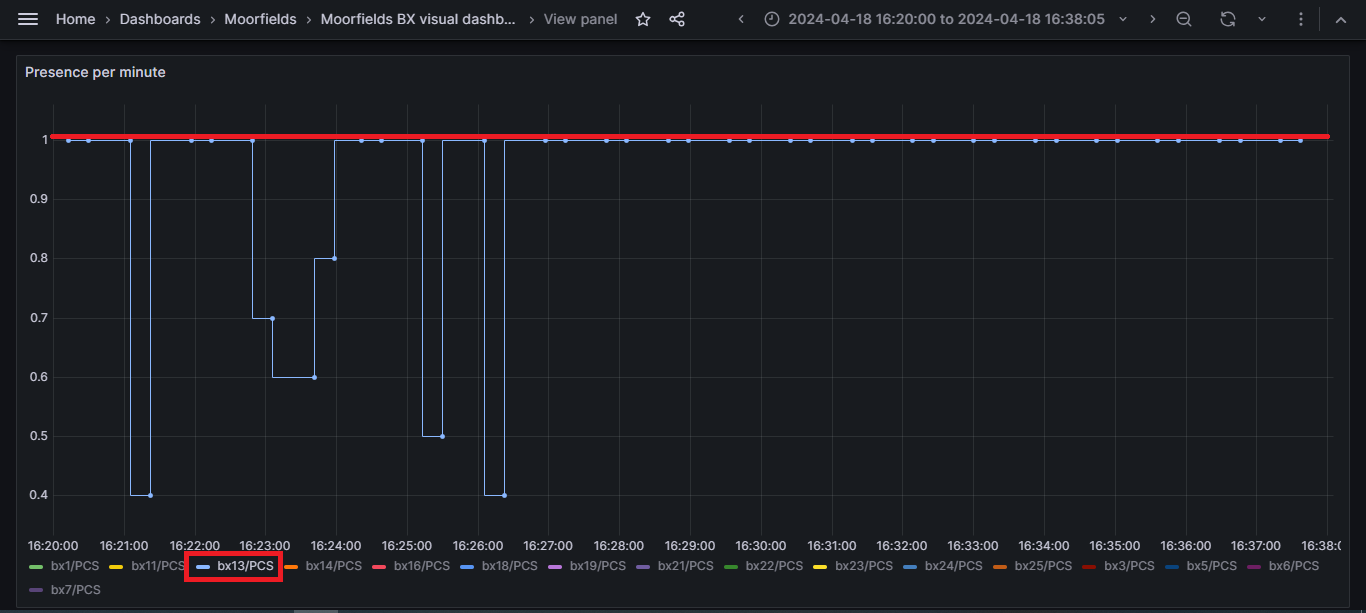 Home › Dashboards › Moorfields › Moorfields BX visual dashb... › View panel 2024-04-18 16:20:00 to 2024-04-18 16:38:05
Presence per minute
1
0.9
0.8
0.7
0.6
0.5
0.4
16:20:00 16:21:00 16:22:00 16:23:00 16:24:00 16:25:00 16:26:00 16:27:00 16:28:00 16:29:00 16:30:00 16:31:00 16:32:00 16:33:00 16:34:00 16:35:00 16:36:00 16:37:00 16:38:0
bx1/PCS bx11/PCS bx13/PCS bx14/PCS bx16/PCS bx18/PCS bx19/PCS bx21/PCS bx22/PCS bx23/PCS bx24/PCS bx25/PCS bx3/PCS bx5/PCS bx6/PCS
bx7/PCS